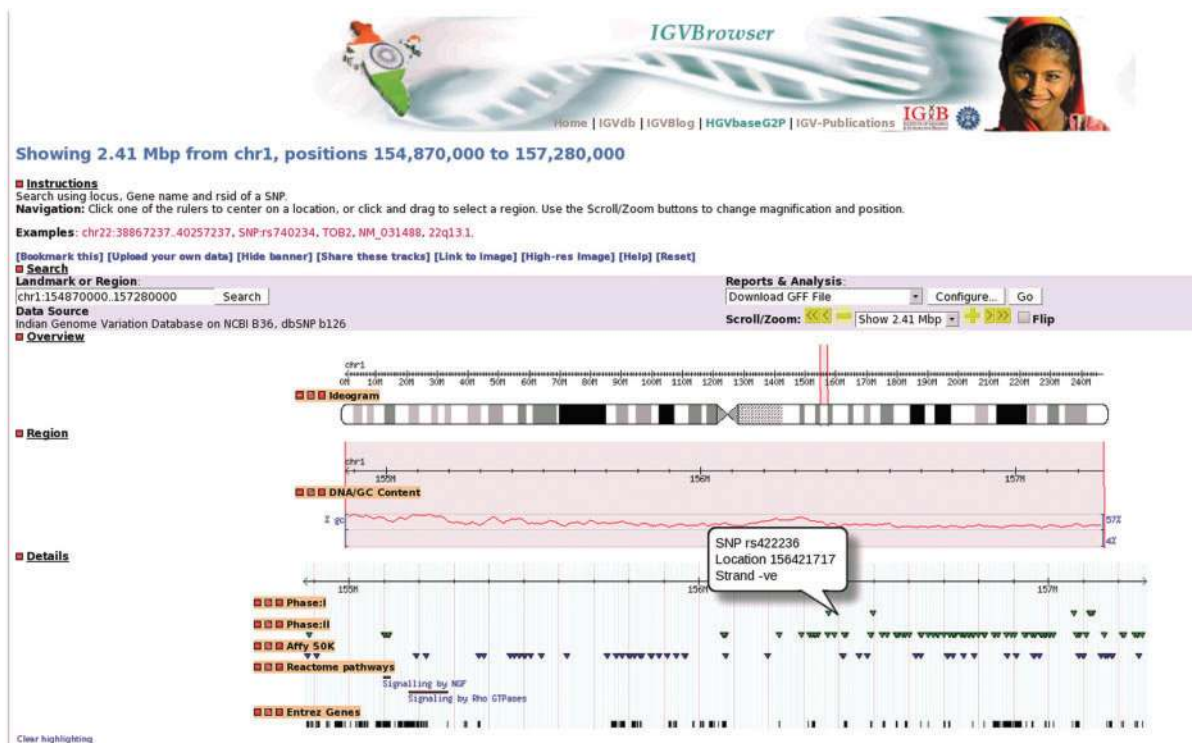 IGVBrowser
Home | IGVdb | IGVBlog | HGVbaseG2P | IGV-Publications
IGIB
Showing 2.41 Mbp from chr1, positions 154,870,000 to 157,280,000
Instructions
Search using locus, Gene name and rsid of a SNP.
Navigation: Click one of the rulers to center on a location, or click and drag to select a region. Use the Scroll/Zoom buttons to change magnification and position.
Examples: chr22:38867237..40257237, SNP:rs740234, TOB2, NM_031488, 22q13.1.
[Bookmark this] [Upload your own data] [Hide banner] [Share these tracks] [Link to Image] [High-res Image] [Help] [Reset]
Search
Landmark or Region:
chr1:154870000..157280000 Search
Reports & Analysis:
Download GFF File Configure... Go
Data Source
Indian Genome Variation Database on NCBI B36, dbSNP b126
Scroll/Zoom: Show 2.41 Mbp Flip
Overview
chr1
0M 10M 20M 30M 40M 50M 60M 70M 80M 90M 100M 110M 120M 130M 140M 150M 160M 170M 180M 190M 200M 210M 220M 230M 240M
Ideogram
Region
chr1
155M 156M 157M
DNA/GC Content
% gc 57%
4%
SNP rs422236
Location 156421717
Strand -ve
Details
155M 156M 157M
Phase:I
Phase:II
Affy 50K
Reactome pathways
Signalling by NGF
Signaling by Rho GTPases
Entrez Genes
Clear highlighting